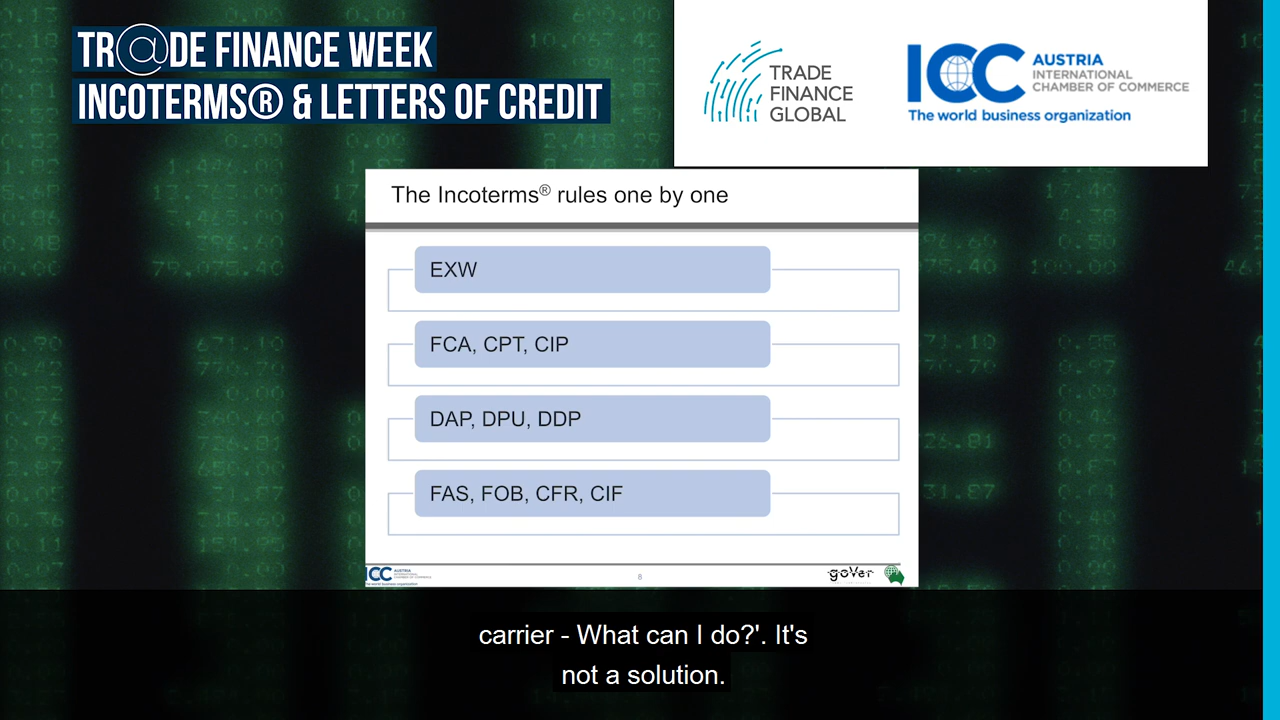 TR@DE FINANCE WEEK
INCOTERMS® & LETTERS OF CREDIT
TRADE
FINANCE
GLOBAL
ICC AUSTRIA
INTERNATIONAL
CHAMBER OF COMMERCE
The world business organization
The Incoterms® rules one by one
EXW
FCA, CPT, CIP
DAP, DPU, DDP
FAS, FOB, CFR, CIF
ICC AUSTRIA
8
goVer
carrier - What can I do?'. It's
not a solution.